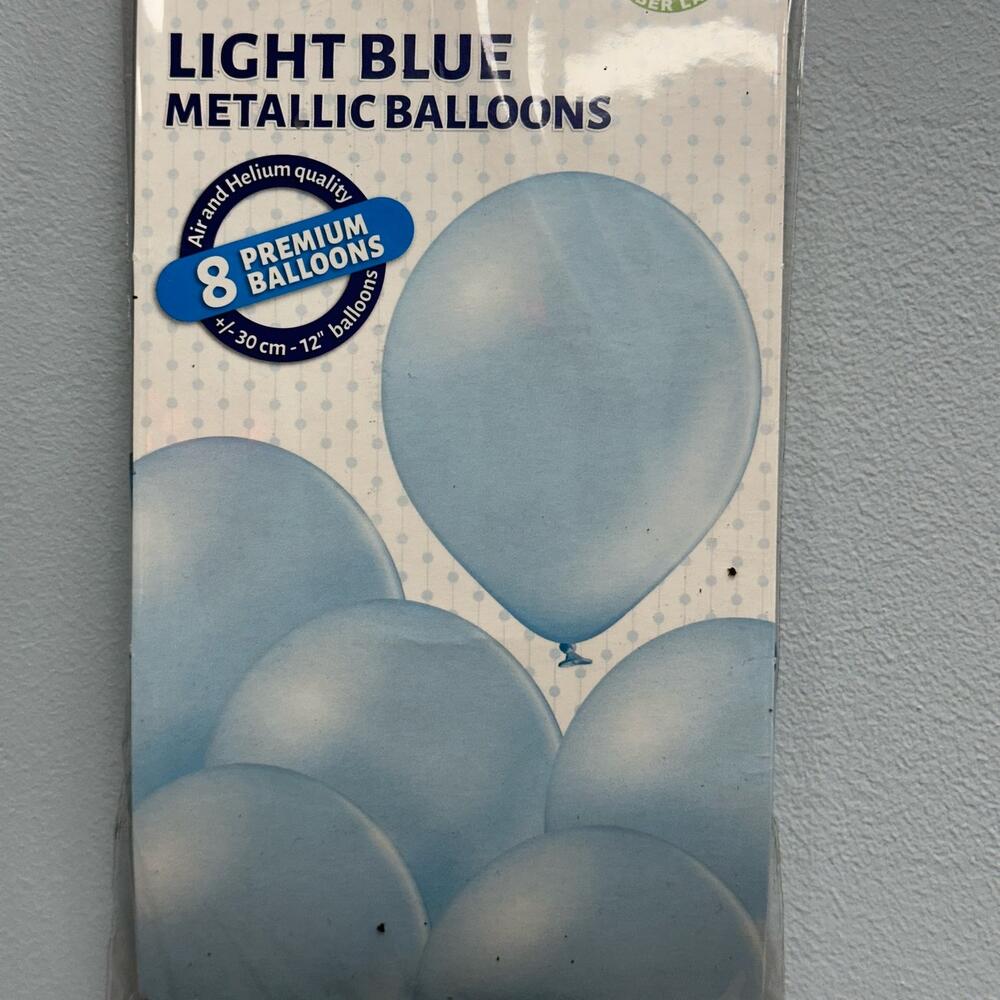 LIGHT BLUE
METALLIC BALLOONS
Air and Helium quality
8 PREMIUM
BALLOONS
+/- 30 cm - 12" balloons